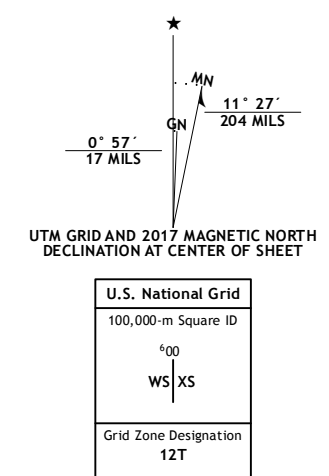 ★
MN
GN
11° 27´
204 MILS
0° 57´
17 MILS
UTM GRID AND 2017 MAGNETIC NORTH
DECLINATION AT CENTER OF SHEET
U.S. National Grid
100,000-m Square ID
⁶00
WS XS
Grid Zone Designation
12T